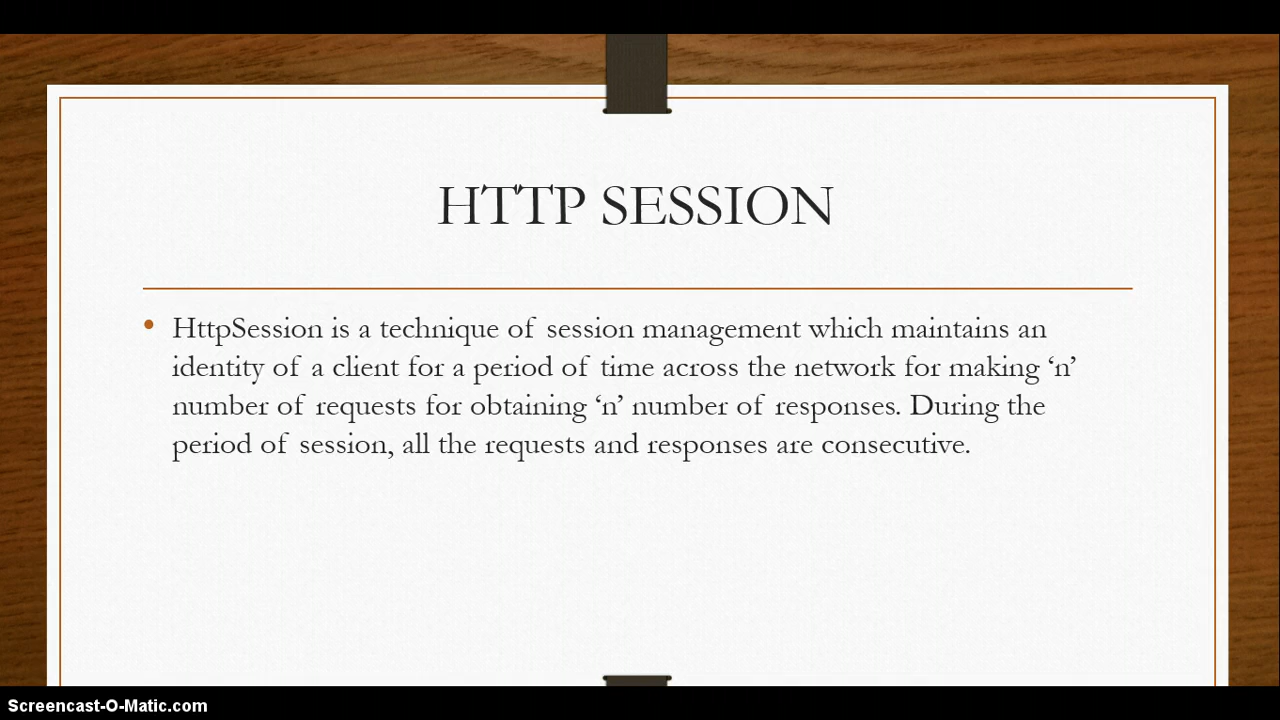 HTTP SESSION
• HttpSession is a technique of session management which maintains an
identity of a client for a period of time across the network for making ‘n’
number of requests for obtaining ‘n’ number of responses. During the
period of session, all the requests and responses are consecutive.
Screencast-O-Matic.com